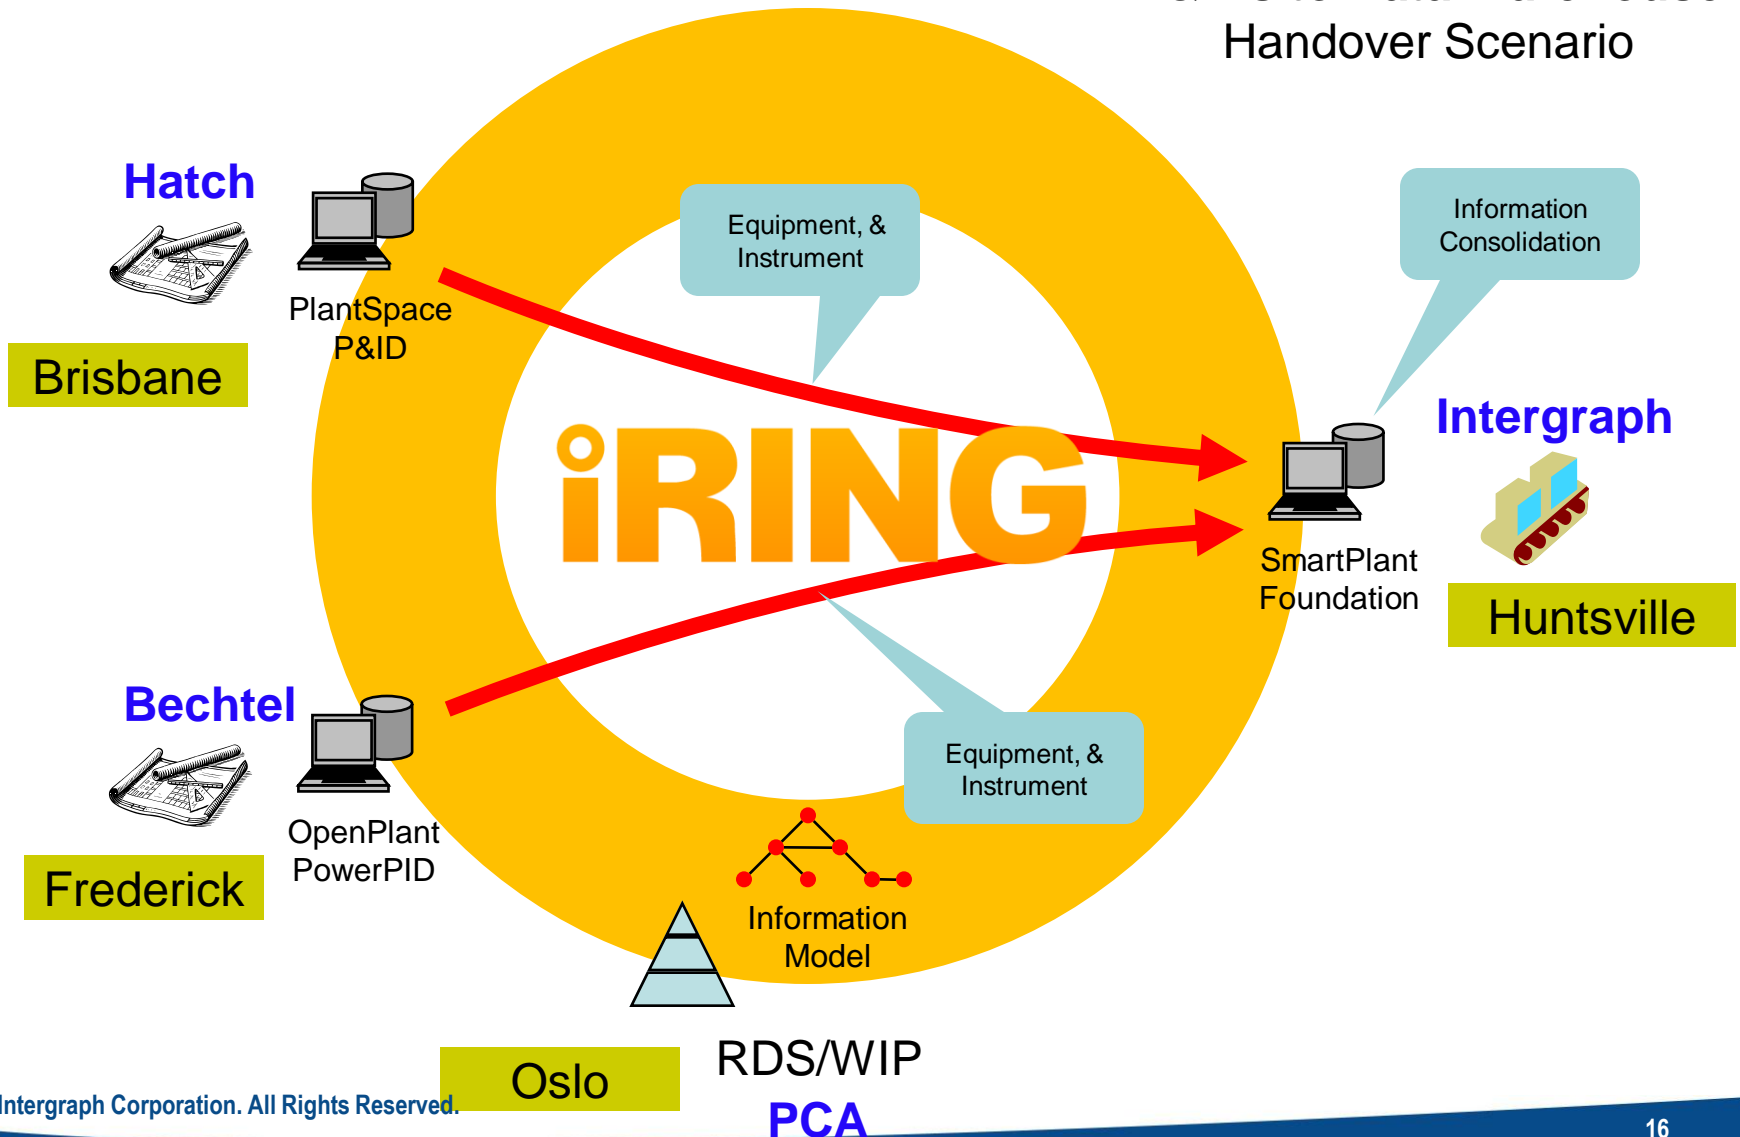 Handover Scenario
Hatch
PlantSpace
P&ID
Brisbane
Equipment, &
Instrument
Information
Consolidation
iRING
Intergraph
SmartPlant
Foundation
Huntsville
Bechtel
OpenPlant
PowerPID
Frederick
Equipment, &
Instrument
Information
Model
RDS/WIP
PCA
Oslo
Intergraph Corporation. All Rights Reserved.
16